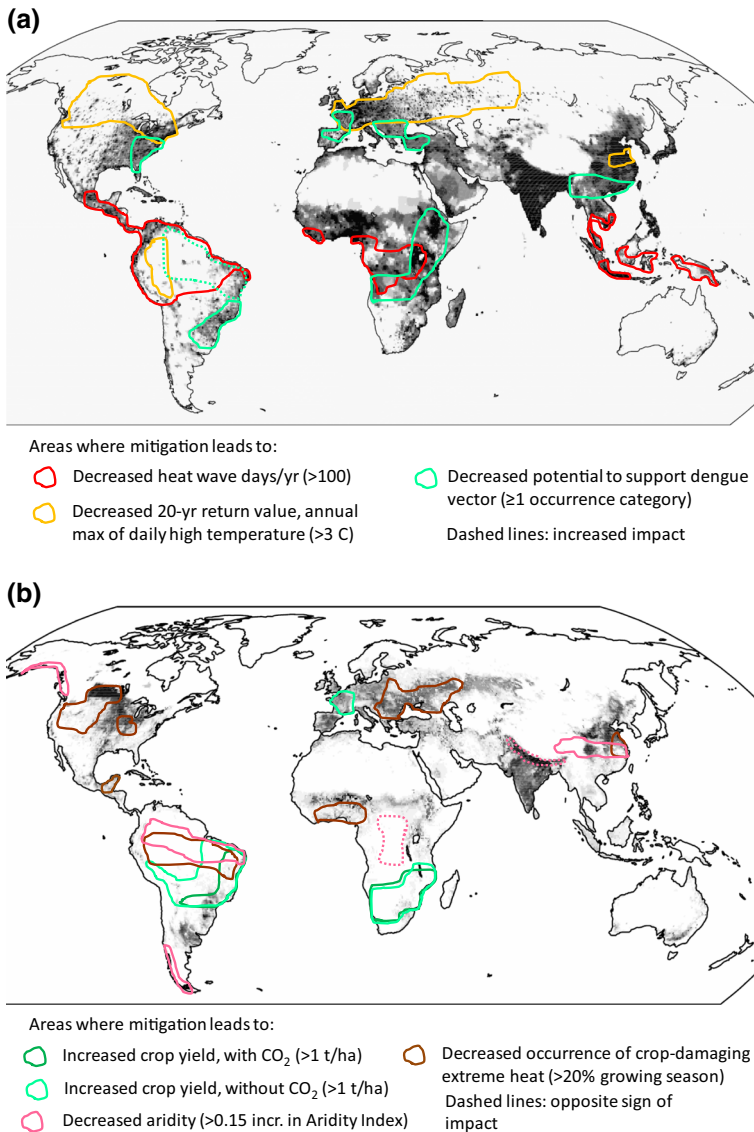 (a)
Areas where mitigation leads to:
Decreased heat wave days/yr (>100)
Decreased 20-yr return value, annual
max of daily high temperature (>3 C)
Decreased potential to support dengue
vector (≥1 occurrence category)
Dashed lines: increased impact
(b)
Areas where mitigation leads to:
Increased crop yield, with CO₂ (>1 t/ha)
Increased crop yield, without CO₂ (>1 t/ha)
Decreased aridity (>0.15 incr. in Aridity Index)
Decreased occurrence of crop-damaging
extreme heat (>20% growing season)
Dashed lines: opposite sign of
impact